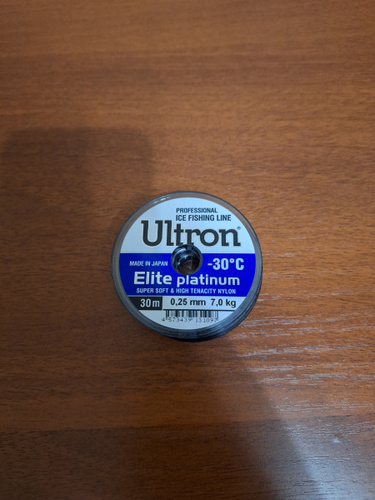 PROFESSIONAL
ICE FISHING LINE
Ultron®
MADE IN JAPAN
-30°C
Elite platinum
SUPER SOFT & HIGH TENACITY NYLON
30m 0,25 mm 7,0 kg